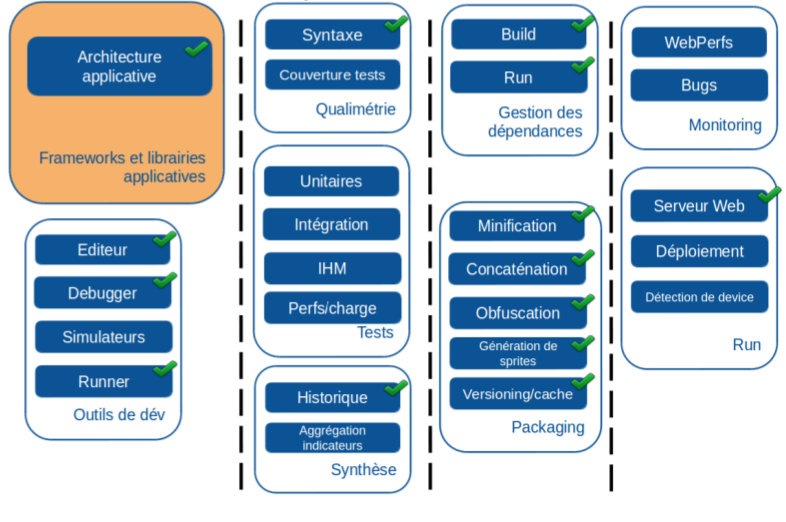 Architecture
applicative
Frameworks et librairies
applicatives
Editeur
Debugger
Simulateurs
Runner
Outils de dév
Syntaxe
Couverture tests
Qualimétrie
Unitaires
Intégration
IHM
Perfs/charge
Tests
Historique
Aggrégation
indicateurs
Synthèse
Build
Run
Gestion des
dépendances
Minification
Concaténation
Obfuscation
Génération de
sprites
Versioning/cache
Packaging
WebPerfs
Bugs
Monitoring
Serveur Web
Déploiement
Détection de device
Run